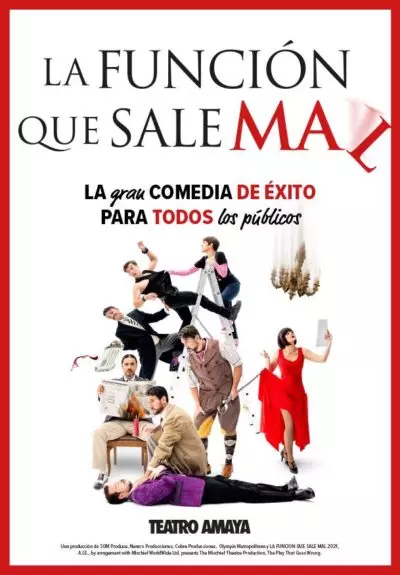 LA FUNCIÓN
QUE SALE MAL
LA gran COMEDIA DE ÉXITO
PARA TODOS los públicos
TEATRO AMAYA
Una producción de SOM Produce, Nearco Producciones, Cobre Producciones, Olympia Metropolitana y LA FUNCION QUE SALE MAL 2021,
A.I.E., by arrangement with Mischief Worldwide Ltd. presents The Mischief Theatre Production, The Play That Goes Wrong.